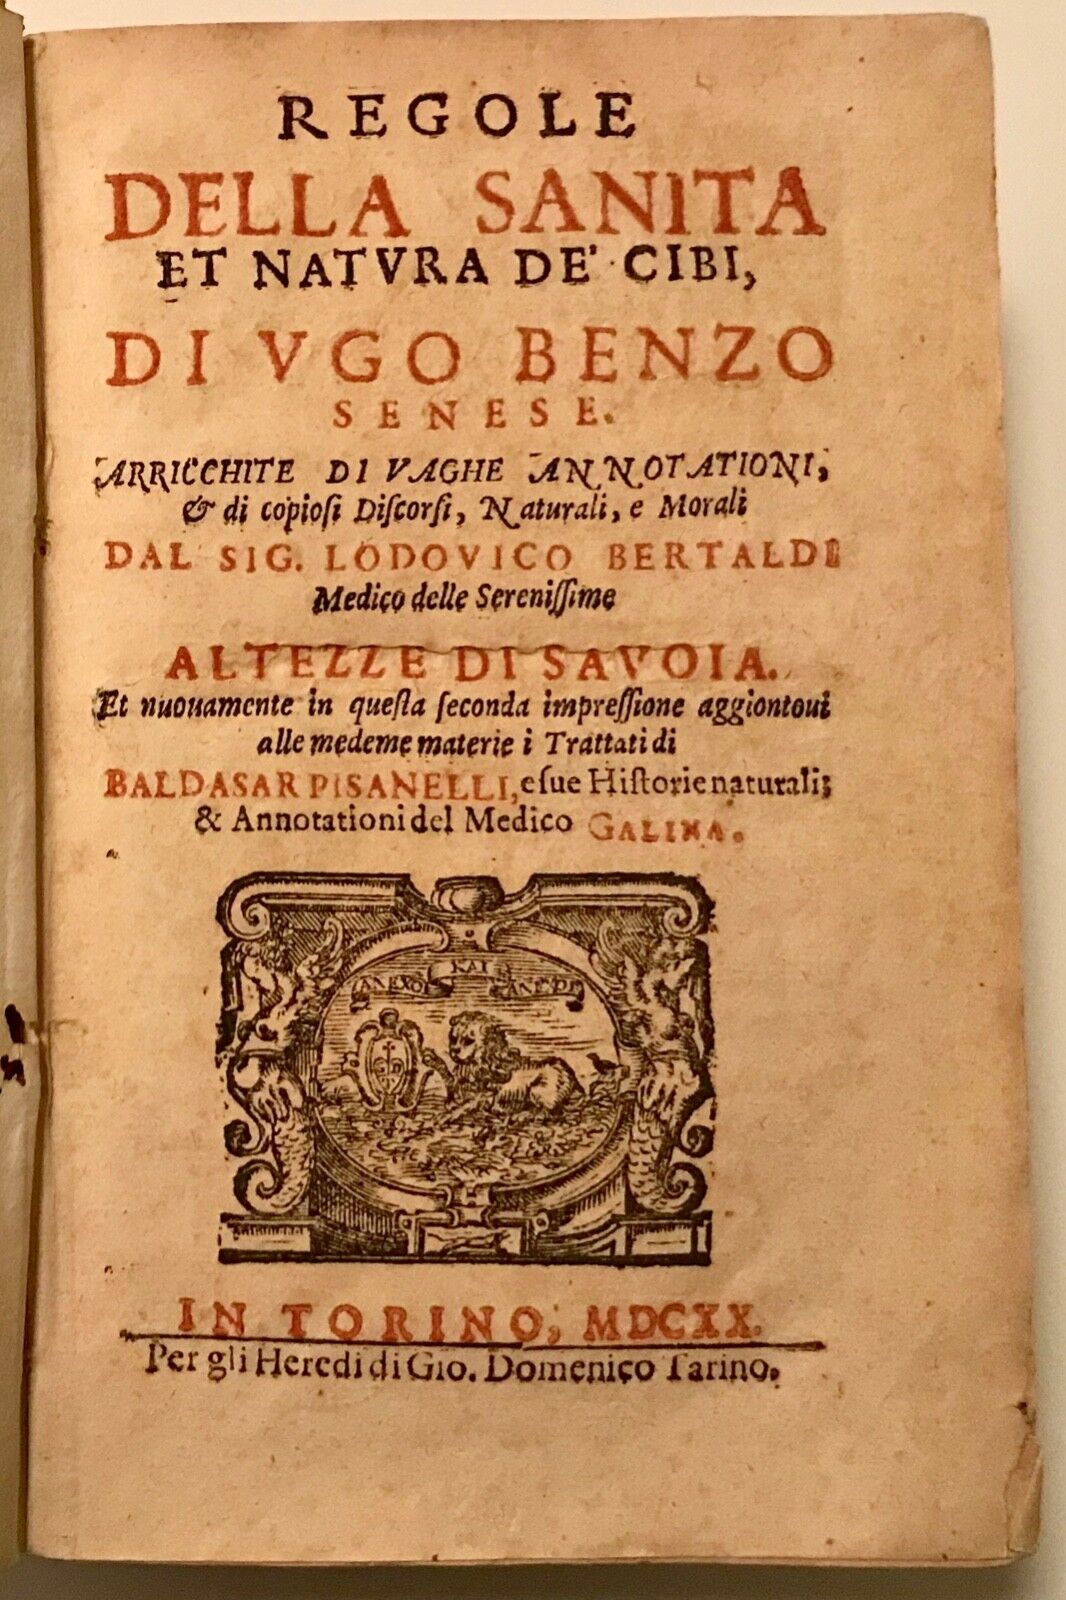 REGOLE
DELLA SANITA
ET NATVRA DE' CIBI,
DI VGO BENZO
SENESE.
ARRICCHITE DI VAGHE ANNOTATIONI,
& di copiosi Discorsi, Naturali, e Morali
DAL SIG. LODOVICO BERTALDI
Medico delle Serenissime
ALTEZZE DI SAVOIA.
Et nuouamente in questa seconda impressione aggiontoui
alle medeme materie i Trattati di
BALDASAR PISANELLI, e sue Historie naturali;
& Annotationi del Medico GALINA.
ΚΑΙ
IN TORINO, MDCXX.
Per gli Heredi di Gio. Domenico Tarino.